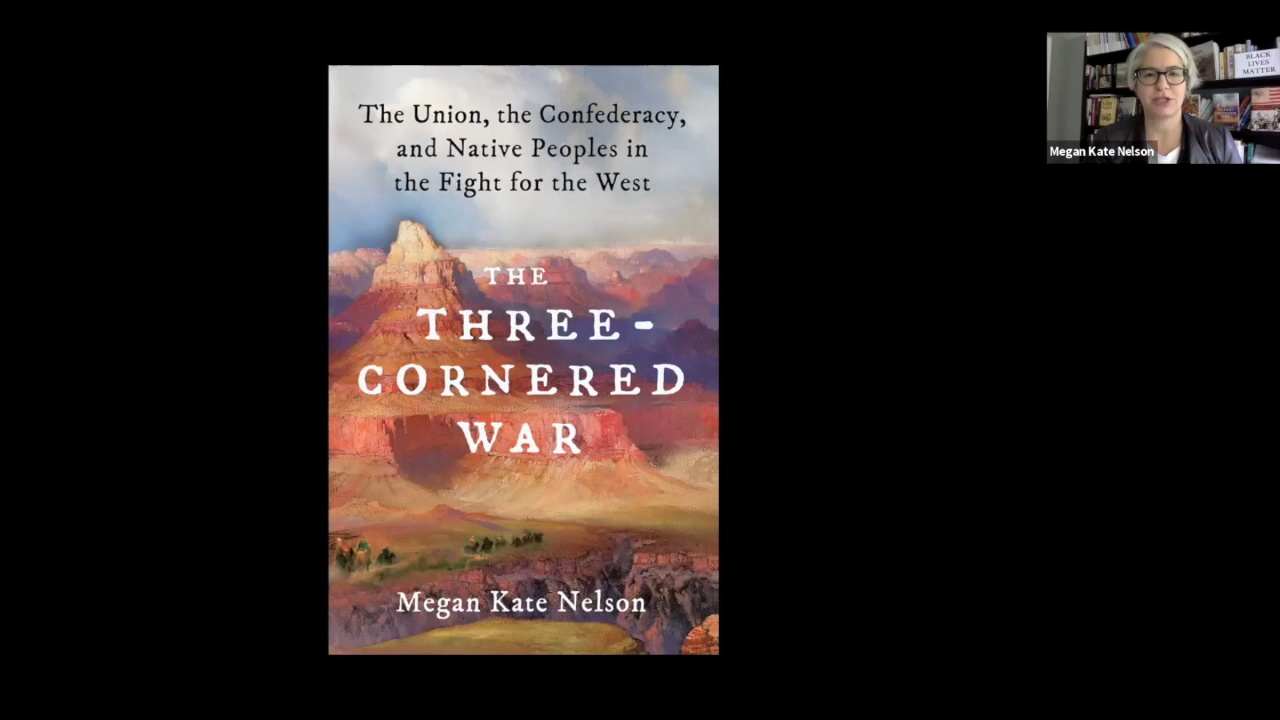 The Union, the Confederacy,
and Native Peoples in
the Fight for the West
THE
THREE-
CORNERED
WAR
Megan Kate Nelson
BLACK
LIVES
MATTER
Megan Kate Nelson